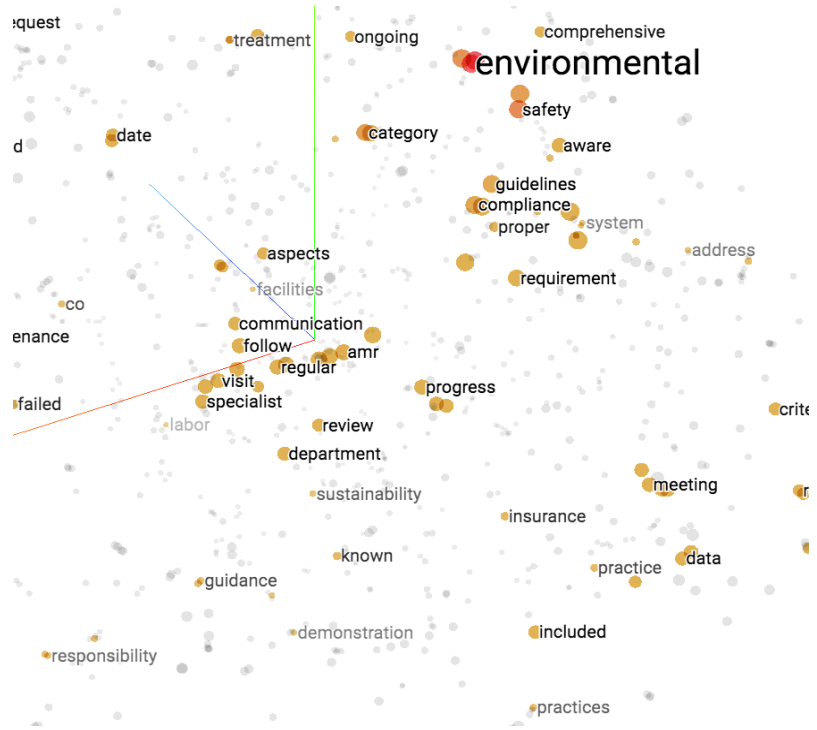 equest
treatment
ongoing
comprehensive
environmental
safety
date
category
aware
d
guidelines
compliance
proper
system
address
aspects
requirement
facilities
co
communication
enance
follow
amr
regular
visit
progress
specialist
failed
crite
labor
review
department
meeting
sustainability
insurance
known
data
practice
guidance
included
demonstration
responsibility
practices